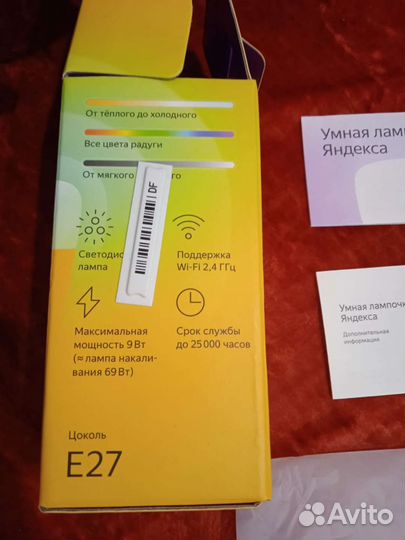 От тёплого до холодного
Все цвета радуги
От мягкого
Светодио
лампа
DF
Поддержка
Wi-Fi 2,4 ГГц
Максимальная
мощность 9 Вт
(≈ лампа накали-
вания 69 Вт)
Срок службы
до 25 000 часов
Цоколь
E27
Умная ламп
Яндекса
Умная лампочк
Яндекса
Дополнительная
информация
Avito